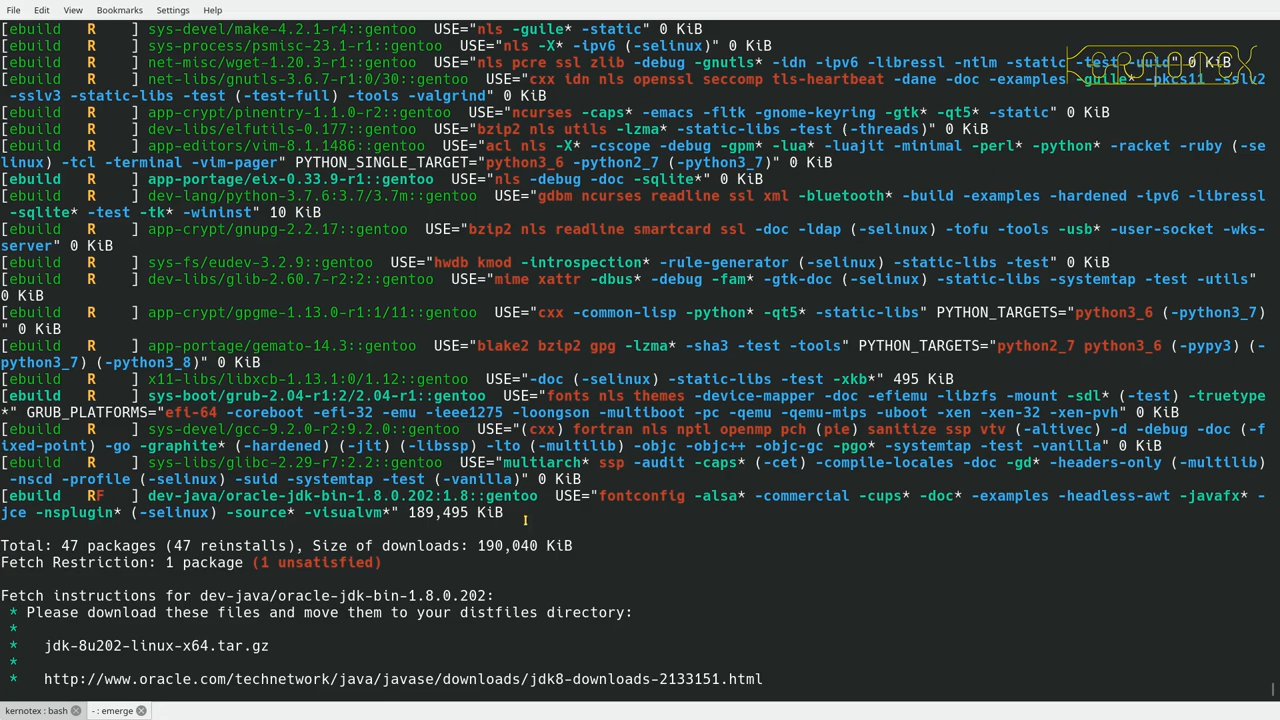 File Edit View Bookmarks Settings Help
[ebuild   R    ] sys-devel/make-4.2.1-r4::gentoo  USE="nls -guile* -static" 0 KiB
[ebuild   R    ] sys-process/psmisc-23.1-r1::gentoo  USE="nls -X* -ipv6 (-selinux)" 0 KiB
[ebuild   R    ] net-misc/wget-1.20.3-r1::gentoo  USE="nls pcre ssl zlib -debug -gnutls* -idn -ipv6 -libressl -ntlm -static -test -uuid" 0 KiB
[ebuild   R    ] net-libs/gnutls-3.6.7-r1:0/30::gentoo  USE="cxx idn nls openssl seccomp tls-heartbeat -dane -doc -examples -guile* -pkcs11 -sslv2
 -sslv3 -static-libs -test (-test-full) -tools -valgrind" 0 KiB
[ebuild   R    ] app-crypt/pinentry-1.1.0-r2::gentoo  USE="ncurses -caps* -emacs -fltk -gnome-keyring -gtk* -qt5* -static" 0 KiB
[ebuild   R    ] dev-libs/elfutils-0.177::gentoo  USE="bzip2 nls utils -lzma* -static-libs -test (-threads)" 0 KiB
[ebuild   R    ] app-editors/vim-8.1.1486::gentoo  USE="acl nls -X* -cscope -debug -gpm* -lua* -luajit -minimal -perl* -python* -racket -ruby (-se
linux) -tcl -terminal -vim-pager" PYTHON_SINGLE_TARGET="python3_6 -python2_7 (-python3_7)" 0 KiB
[ebuild   R    ] app-portage/eix-0.33.9-r1::gentoo  USE="nls -debug -doc -sqlite*" 0 KiB
[ebuild   R    ] dev-lang/python-3.7.6:3.7/3.7m::gentoo  USE="gdbm ncurses readline ssl xml -bluetooth* -build -examples -hardened -ipv6 -libressl
 -sqlite* -test -tk* -wininst" 10 KiB
[ebuild   R    ] app-crypt/gnupg-2.2.17::gentoo  USE="bzip2 nls readline smartcard ssl -doc -ldap (-selinux) -tofu -tools -usb* -user-socket -wks-
server" 0 KiB
[ebuild   R    ] sys-fs/eudev-3.2.9::gentoo  USE="hwdb kmod -introspection* -rule-generator (-selinux) -static-libs -test" 0 KiB
[ebuild   R    ] dev-libs/glib-2.60.7-r2:2::gentoo  USE="mime xattr -dbus* -debug -fam* -gtk-doc (-selinux) -static-libs -systemtap -test -utils"
0 KiB
[ebuild   R    ] app-crypt/gpgme-1.13.0-r1:1/11::gentoo  USE="cxx -common-lisp -python* -qt5* -static-libs" PYTHON_TARGETS="python3_6 (-python3_7)
" 0 KiB
[ebuild   R    ] app-portage/gemato-14.3::gentoo  USE="blake2 bzip2 gpg -lzma* -sha3 -test -tools" PYTHON_TARGETS="python2_7 python3_6 (-pypy3) (-
python3_7) (-python3_8)" 0 KiB
[ebuild   R    ] x11-libs/libxcb-1.13.1:0/1.12::gentoo  USE="-doc (-selinux) -static-libs -test -xkb*" 495 KiB
[ebuild   R    ] sys-boot/grub-2.04-r1:2/2.04-r1::gentoo  USE="fonts nls themes -device-mapper -doc -efiemu -libzfs -mount -sdl* (-test) -truetype
*" GRUB_PLATFORMS="efi-64 -coreboot -efi-32 -emu -ieee1275 -loongson -multiboot -pc -qemu -qemu-mips -uboot -xen -xen-32 -xen-pvh" 0 KiB
[ebuild   R    ] sys-devel/gcc-9.2.0-r2:9.2.0::gentoo  USE="(cxx) fortran nls nptl openmp pch (pie) sanitize ssp vtv (-altivec) -d -debug -doc (-f
ixed-point) -go -graphite* (-hardened) (-jit) (-libssp) -lto (-multilib) -objc -objc++ -objc-gc -pgo* -systemtap -test -vanilla" 0 KiB
[ebuild   R    ] sys-libs/glibc-2.29-r7:2.2::gentoo  USE="multiarch* ssp -audit -caps* (-cet) -compile-locales -doc -gd* -headers-only (-multilib)
 -nscd -profile (-selinux) -suid -systemtap -test (-vanilla)" 0 KiB
[ebuild   RF   ] dev-java/oracle-jdk-bin-1.8.0.202:1.8::gentoo  USE="fontconfig -alsa* -commercial -cups* -doc* -examples -headless-awt -javafx* -
jce -nsplugin* (-selinux) -source* -visualvm*" 189,495 KiB
Total: 47 packages (47 reinstalls), Size of downloads: 190,040 KiB
Fetch Restriction: 1 package (1 unsatisfied)
Fetch instructions for dev-java/oracle-jdk-bin-1.8.0.202:
 * Please download these files and move them to your distfiles directory:
 *
 *   jdk-8u202-linux-x64.tar.gz
 *
 *   http://www.oracle.com/technetwork/java/javase/downloads/jdk8-downloads-2133151.html
kernotex : bash - : emerge